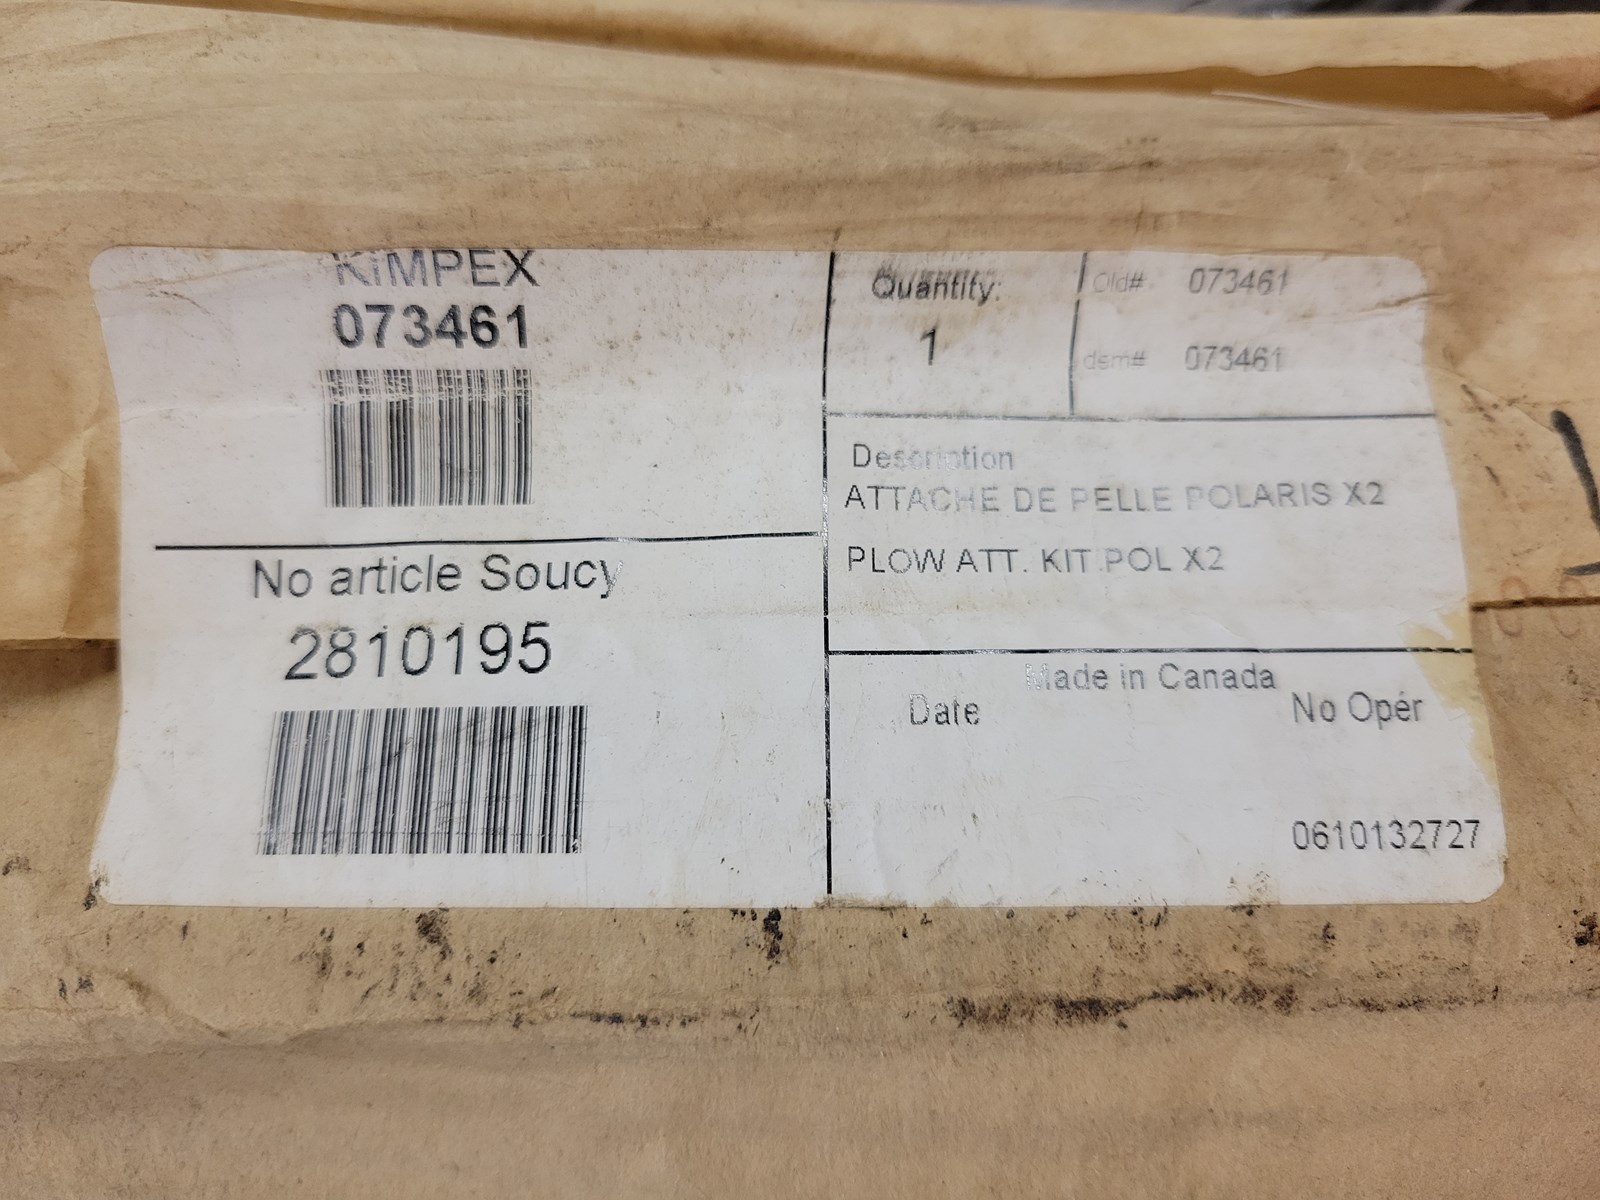 KIMPEX
073461
No article Soucy
2810195
Quantity:
1
Old# 073461
dsm# 073461
Description
ATTACHE DE PELLE POLARIS X2
PLOW ATT. KIT POL X2
Made in Canada
Date
No Opér
0610132727